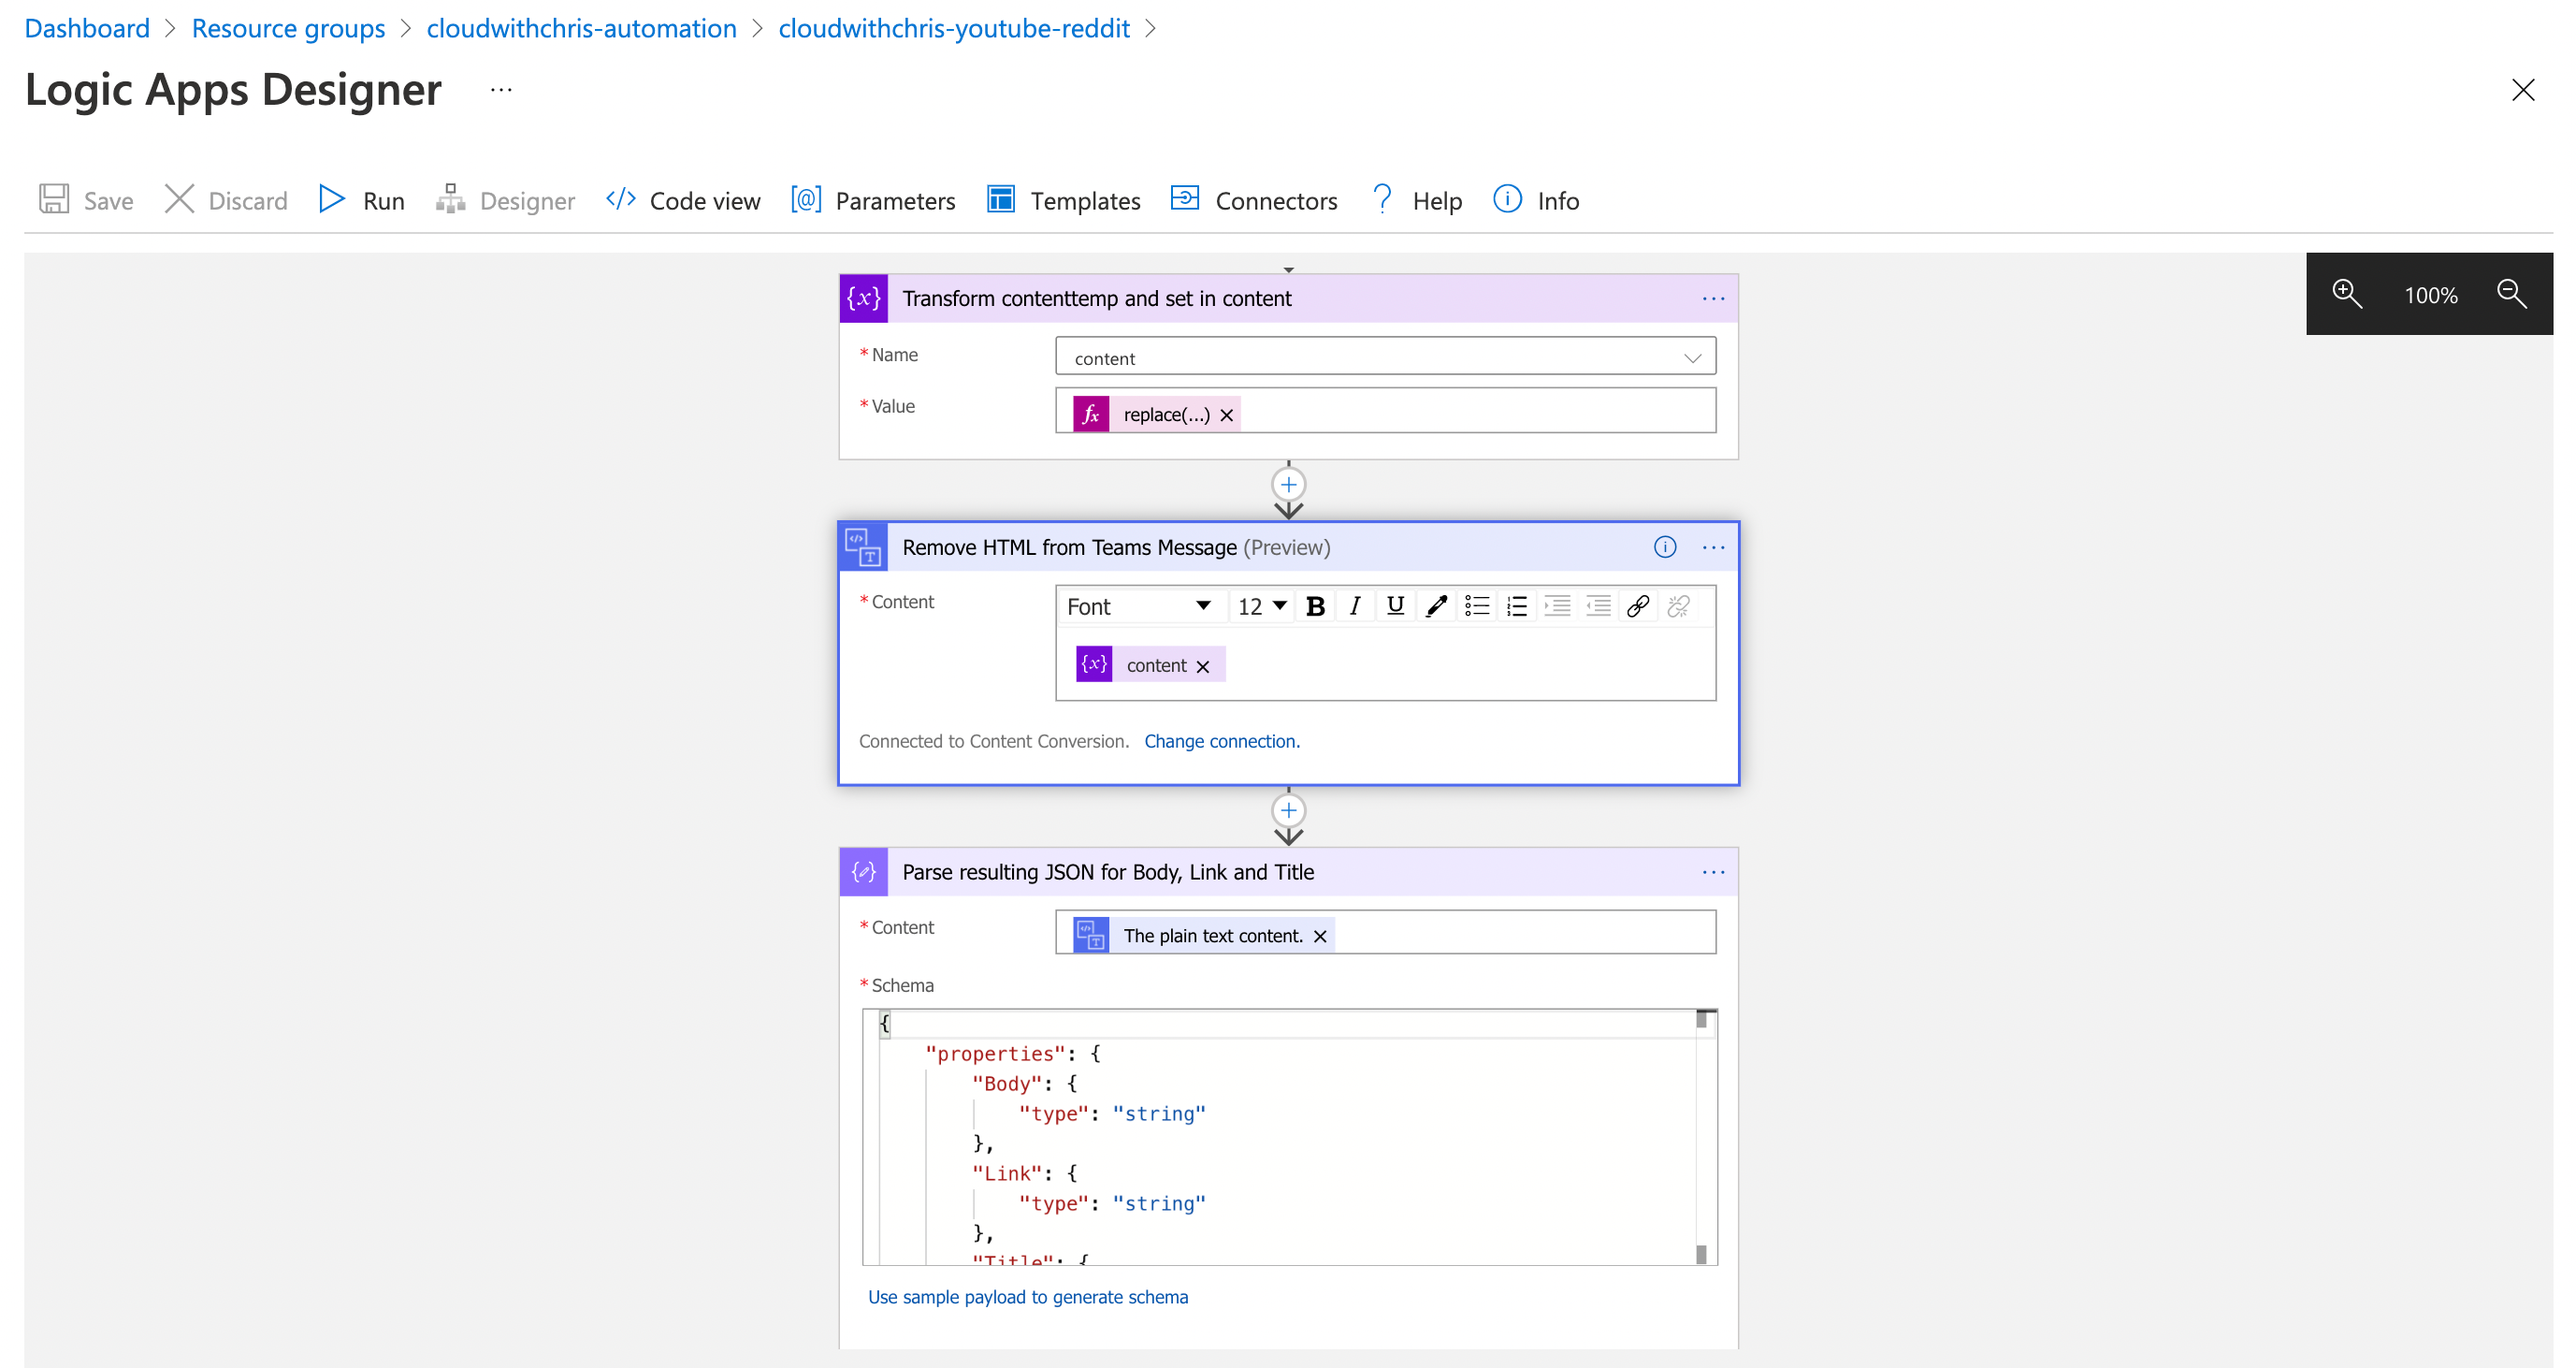 Dashboard > Resource groups > cloudwithchris-automation > cloudwithchris-youtube-reddit >
Logic Apps Designer ...
Save Discard Run Designer </> Code view [@] Parameters Templates Connectors ? Help i Info
100%
{x} Transform contenttemp and set in content ...
* Name content
* Value fx replace(...) ×
+
Remove HTML from Teams Message (Preview) i ...
* Content Font 12 B I U
{x} content ×
Connected to Content Conversion. Change connection.
+
Parse resulting JSON for Body, Link and Title ...
* Content The plain text content. ×
* Schema
{
"properties": {
"Body": {
"type": "string"
},
"Link": {
"type": "string"
},
"Title": {
Use sample payload to generate schema